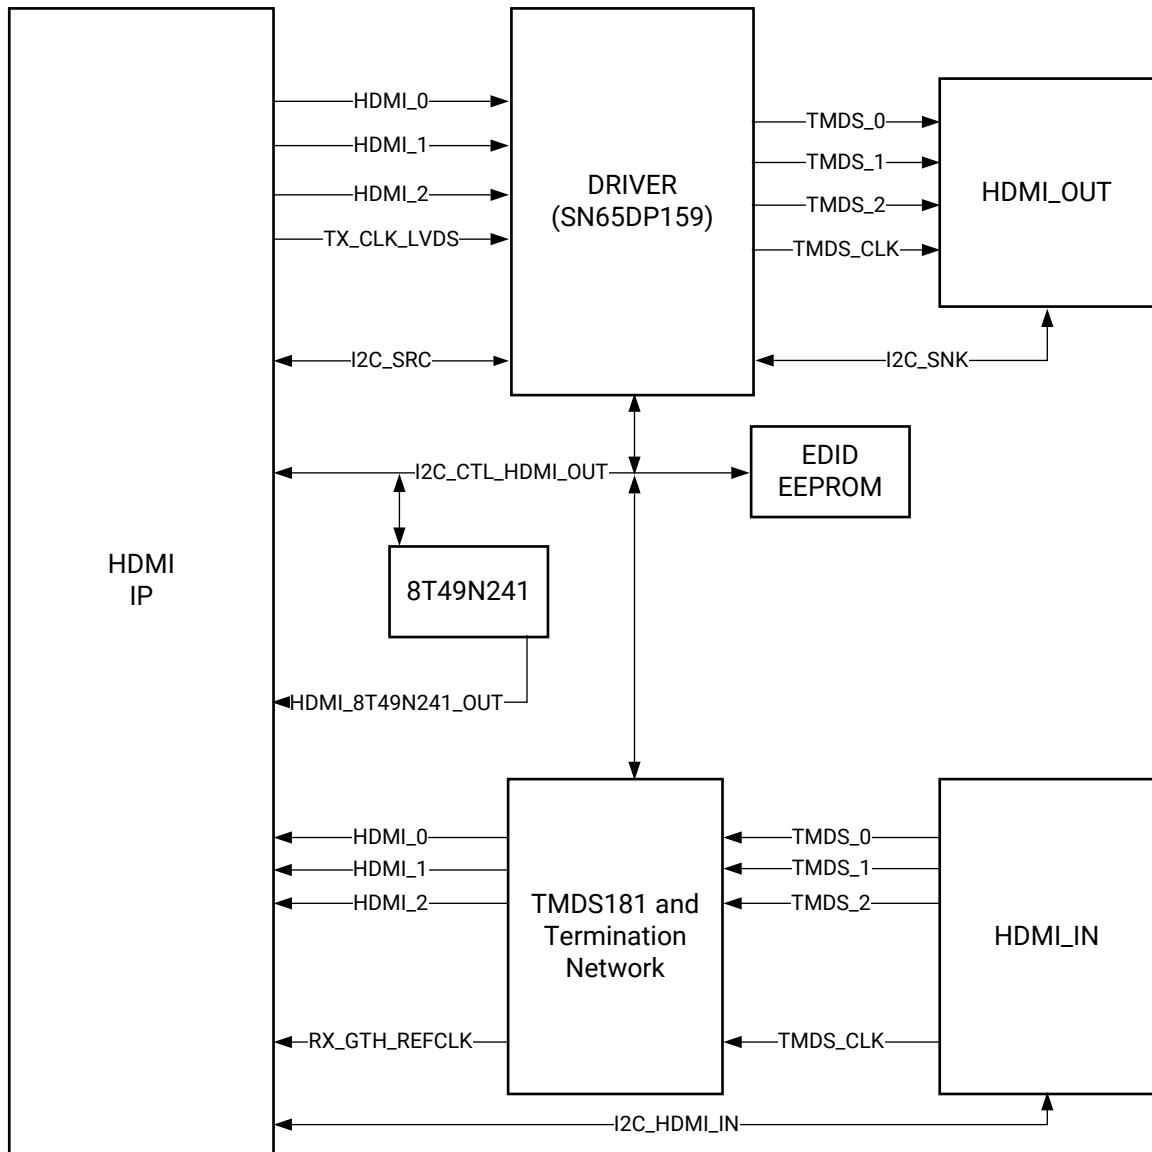 HDMI_0
HDMI_1
HDMI_2
TX_CLK_LVDS
I2C_SRC
DRIVER
(SN65DP159)
TMDS_0
TMDS_1
TMDS_2
TMDS_CLK
HDMI_OUT
I2C_SNK
I2C_CTL_HDMI_OUT
EDID
EEPROM
8T49N241
HDMI
IP
HDMI_8T49N241_OUT
HDMI_0
HDMI_1
HDMI_2
RX_GTH_REFCLK
TMDS181 and
Termination
Network
TMDS_0
TMDS_1
TMDS_2
TMDS_CLK
HDMI_IN
I2C_HDMI_IN